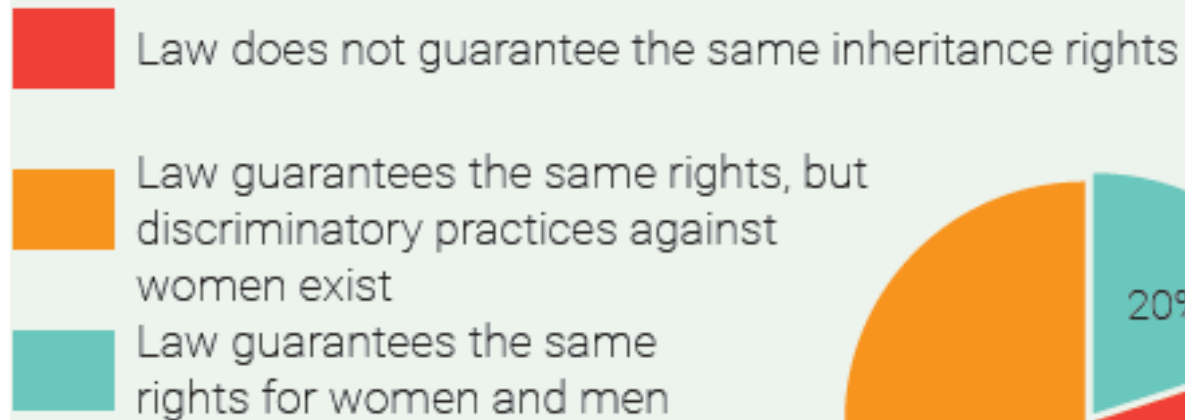 Law does not guarantee the same inheritance rights
Law guarantees the same rights, but
discriminatory practices against
women exist
Law guarantees the same
rights for women and men
20%